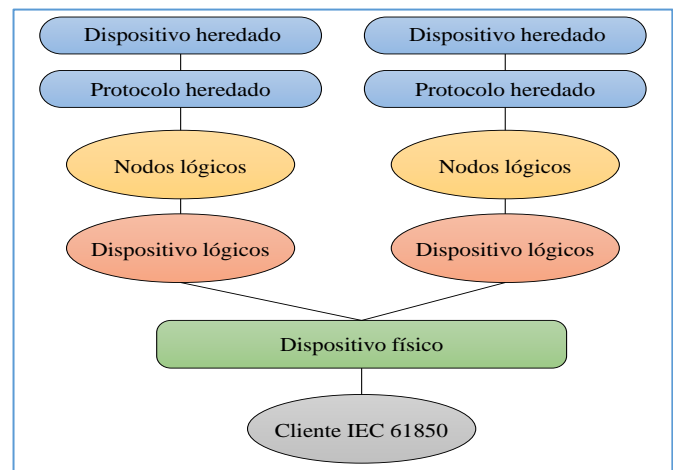 Dispositivo heredado
Dispositivo heredado
Protocolo heredado
Protocolo heredado
Nodos lógicos
Nodos lógicos
Dispositivo lógicos
Dispositivo lógicos
Dispositivo físico
Cliente IEC 61850